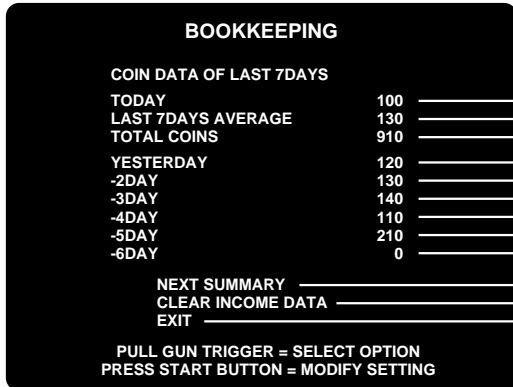 BOOKKEEPING
COIN DATA OF LAST 7DAYS
TODAY 100
LAST 7DAYS AVERAGE 130
TOTAL COINS 910
YESTERDAY 120
-2DAY 130
-3DAY 140
-4DAY 110
-5DAY 210
-6DAY 0
NEXT SUMMARY
CLEAR INCOME DATA
EXIT
PULL GUN TRIGGER = SELECT OPTION
PRESS START BUTTON = MODIFY SETTING